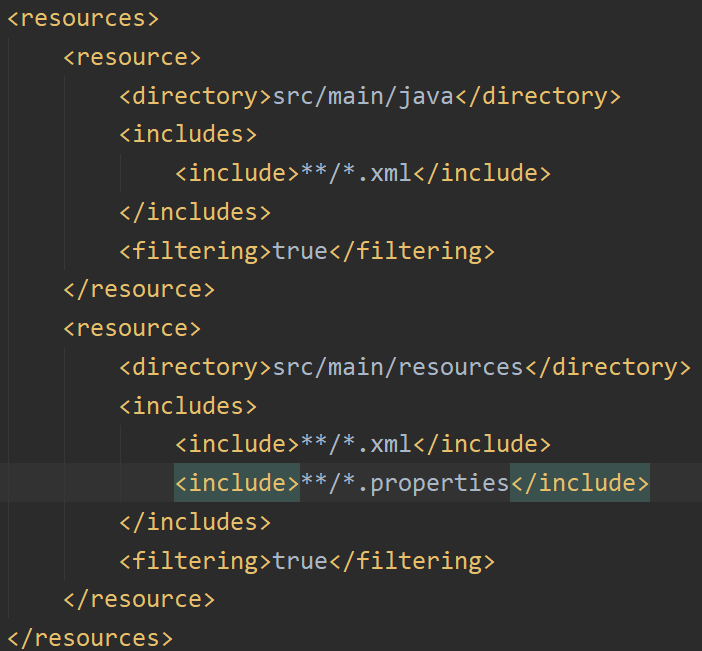 <resources>
    <resource>
        <directory>src/main/java</directory>
        <includes>
            <include>**/*.xml</include>
        </includes>
        <filtering>true</filtering>
    </resource>
    <resource>
        <directory>src/main/resources</directory>
        <includes>
            <include>**/*.xml</include>
            <include>**/*.properties</include>
        </includes>
        <filtering>true</filtering>
    </resource>
</resources>